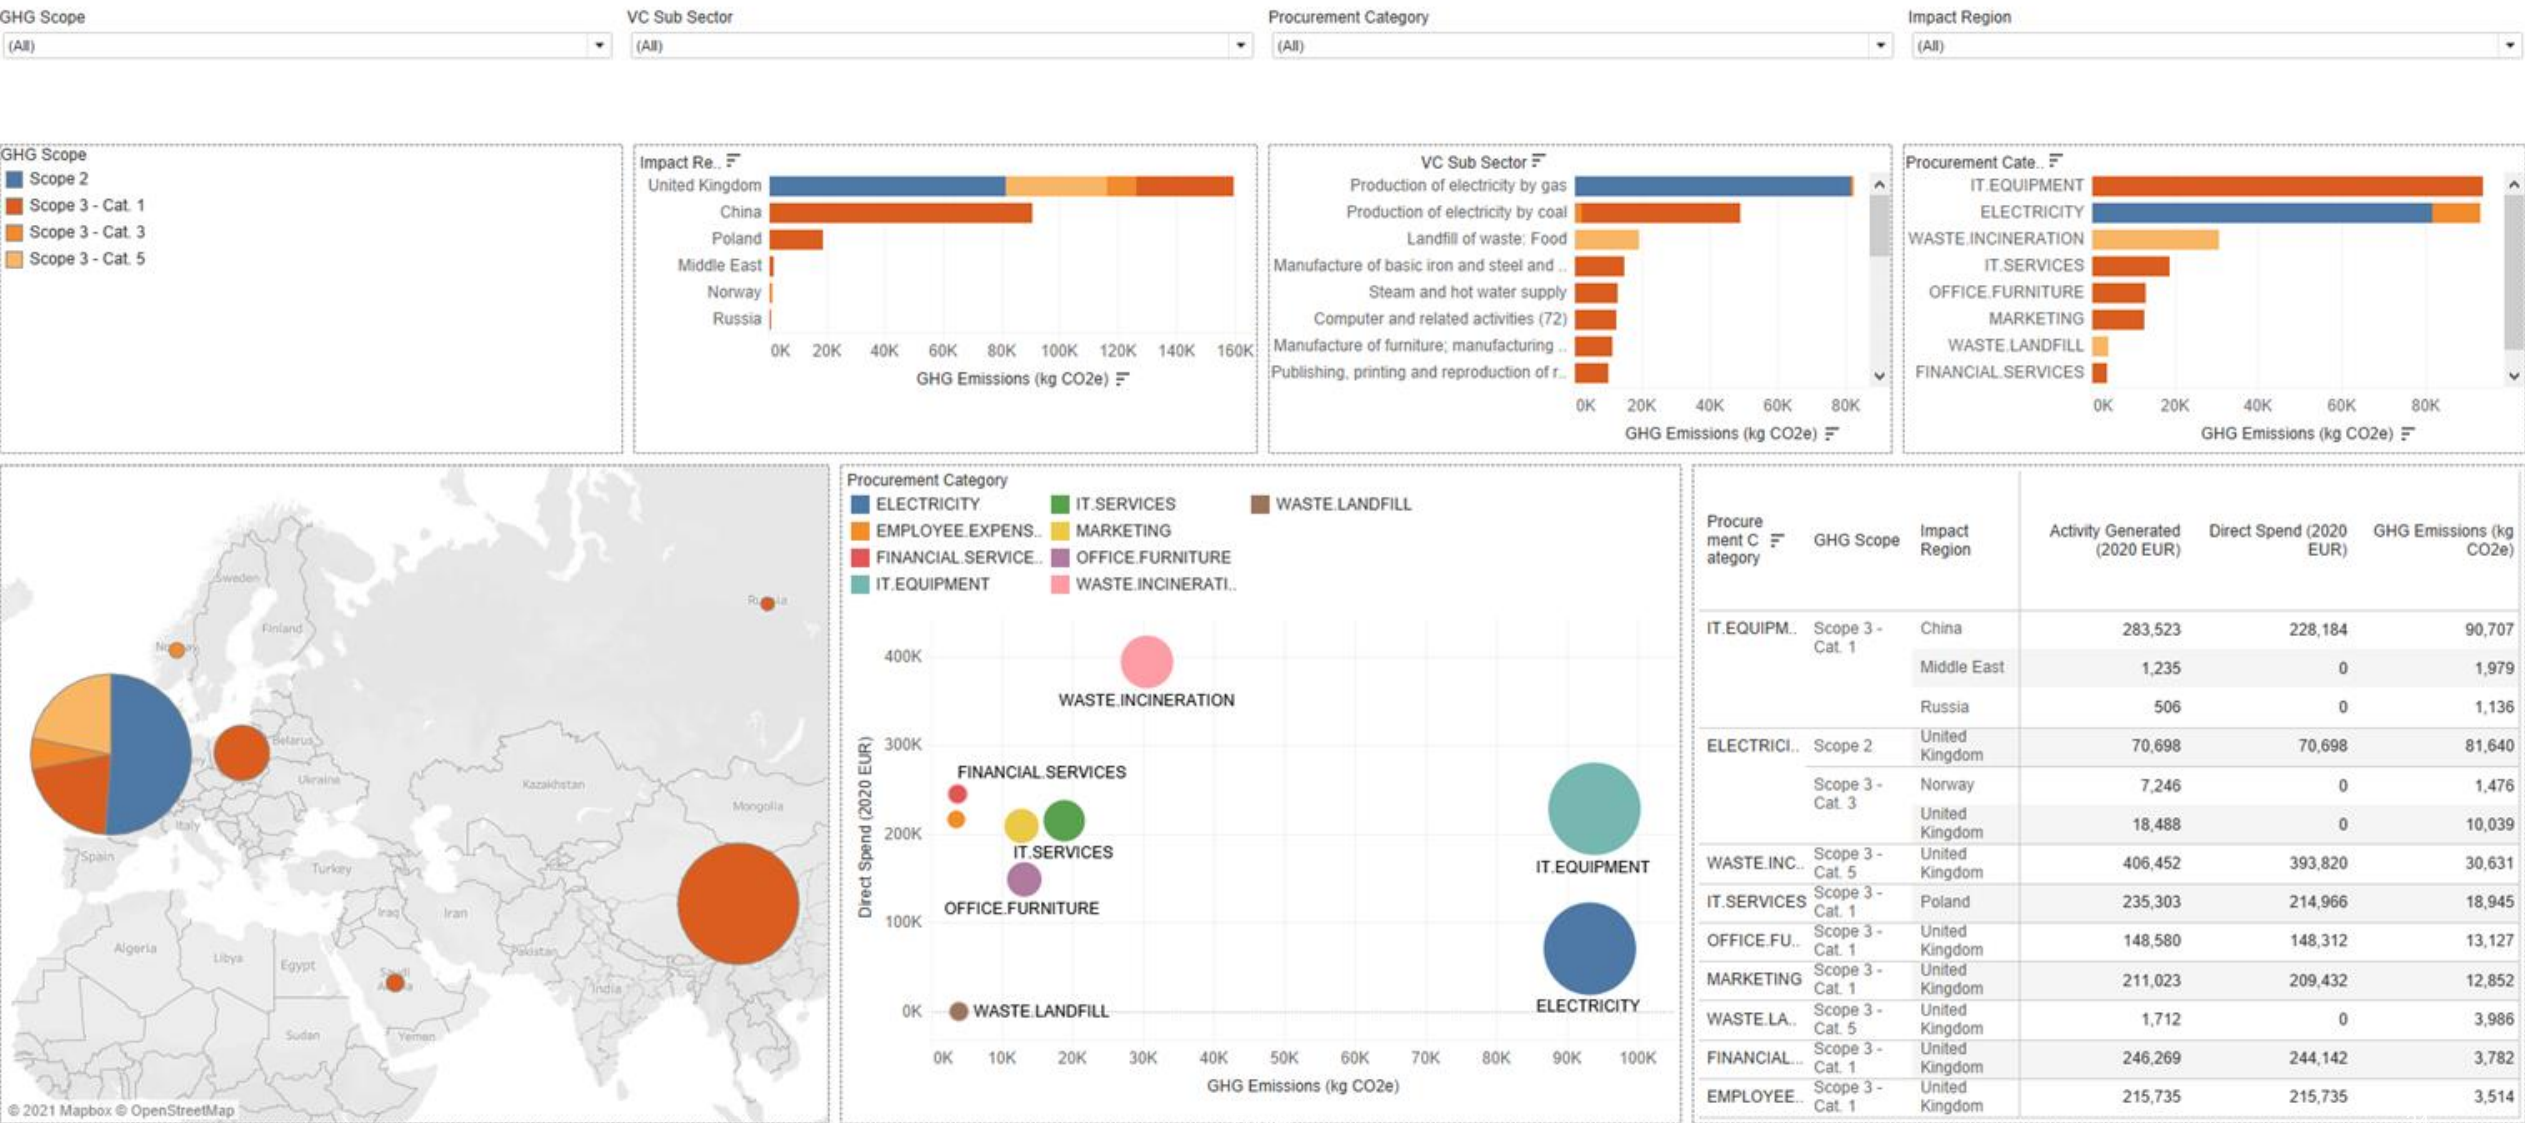 GHG Scope
VC Sub Sector
Procurement Category
Impact Region
(All)
(All)
(All)
(All)
GHG Scope
Scope 2
Scope 3 - Cat. 1
Scope 3 - Cat. 3
Scope 3 - Cat. 5
Impact Re..
United Kingdom
China
Poland
Middle East
Norway
Russia
0K 20K 40K 60K 80K 100K 120K 140K 160K
GHG Emissions (kg CO2e)
VC Sub Sector
Production of electricity by gas
Production of electricity by coal
Landfill of waste: Food
Manufacture of basic iron and steel and ..
Steam and hot water supply
Computer and related activities (72)
Manufacture of furniture; manufacturing ..
Publishing, printing and reproduction of r..
0K 20K 40K 60K 80K
GHG Emissions (kg CO2e)
Procurement Cate..
IT.EQUIPMENT
ELECTRICITY
WASTE.INCINERATION
IT.SERVICES
OFFICE.FURNITURE
MARKETING
WASTE.LANDFILL
FINANCIAL.SERVICES
0K 20K 40K 60K 80K
GHG Emissions (kg CO2e)
Sweden
Finland
Belarus
Ukraine
Kazakhstan
Mongolia
Italy
Spain
Turkey
Iraq
Iran
Algeria
Libya
Egypt
Pakistan
India
Sudan
Yemen
© 2021 Mapbox © OpenStreetMap
Procurement Category
ELECTRICITY IT.SERVICES WASTE.LANDFILL
EMPLOYEE.EXPENS.. MARKETING
FINANCIAL.SERVICE.. OFFICE.FURNITURE
IT.EQUIPMENT WASTE.INCINERATI..
Direct Spend (2020 EUR)
400K
300K
200K
100K
0K
WASTE.INCINERATION
FINANCIAL.SERVICES
IT.SERVICES
IT.EQUIPMENT
OFFICE.FURNITURE
ELECTRICITY
WASTE.LANDFILL
0K 10K 20K 30K 40K 50K 60K 70K 80K 90K 100K
GHG Emissions (kg CO2e)
Procure
ment C
ategory
GHG Scope
Impact
Region
Activity Generated
(2020 EUR)
Direct Spend (2020
EUR)
GHG Emissions (kg
CO2e)
IT.EQUIPM.. Scope 3 - China 283,523 228,184 90,707
Cat. 1
Middle East 1,235 0 1,979
Russia 506 0 1,136
ELECTRICI.. Scope 2 United 70,698 70,698 81,640
Kingdom
Scope 3 - Norway 7,246 0 1,476
Cat. 3
United 18,488 0 10,039
Kingdom
WASTE.INC.. Scope 3 - United 406,452 393,820 30,631
Cat. 5 Kingdom
IT.SERVICES Scope 3 - Poland 235,303 214,966 18,945
Cat. 1
OFFICE.FU.. Scope 3 - United 148,580 148,312 13,127
Cat. 1 Kingdom
MARKETING Scope 3 - United 211,023 209,432 12,852
Cat. 1 Kingdom
WASTE.LA.. Scope 3 - United 1,712 0 3,986
Cat. 5 Kingdom
FINANCIAL... Scope 3 - United 246,269 244,142 3,782
Cat. 1 Kingdom
EMPLOYEE.. Scope 3 - United 215,735 215,735 3,514
Cat. 1 Kingdom